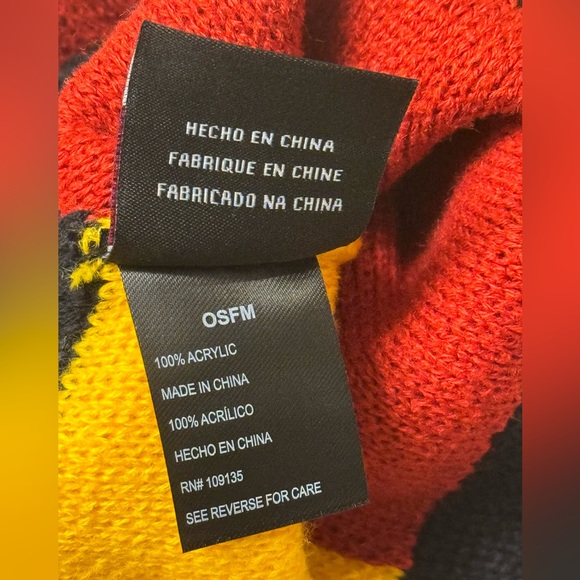 HECHO EN CHINA
FABRIQUE EN CHINE
FABRICADO NA CHINA
OSFM
100% ACRYLIC
MADE IN CHINA
100% ACRÍLICO
HECHO EN CHINA
RN# 109135
SEE REVERSE FOR CARE